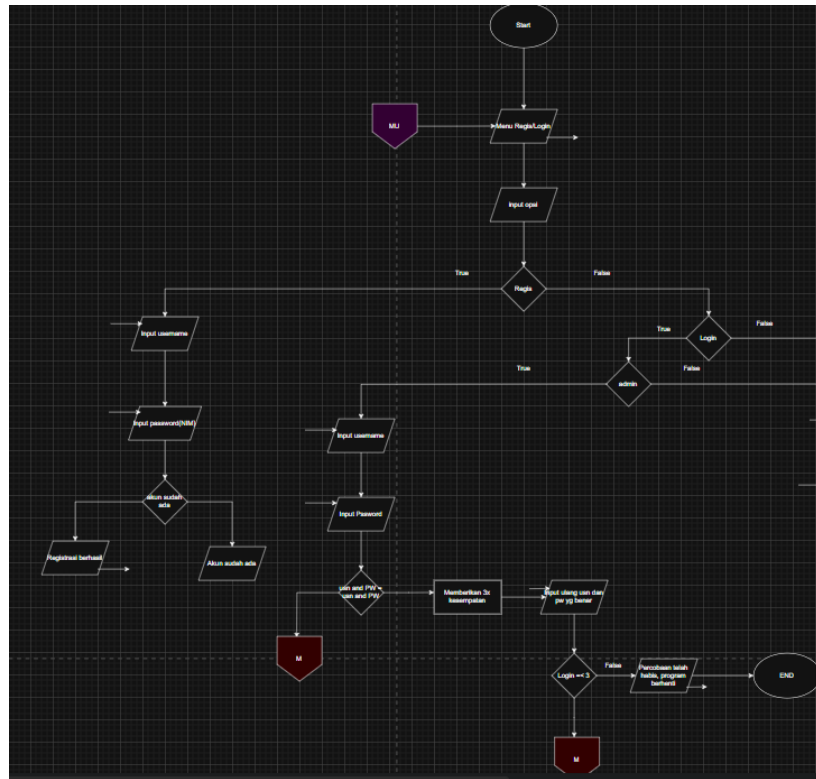 Start
MU
Menu Regis/Login
Input opsi
True
False
Regis
Input username
True
False
Login
True
False
admin
Input password(NIM)
Input username
akun sudah
ada
Input Pssword
Registrasi berhasil
Akun sudah ada
usn and PW =
usn and PW
Memberikan 3x
kesempatan
Input ulang usn dan
pw yg benar
M
Login =< 3
False
Percobaan telah
habis, program
berhenti
END
M